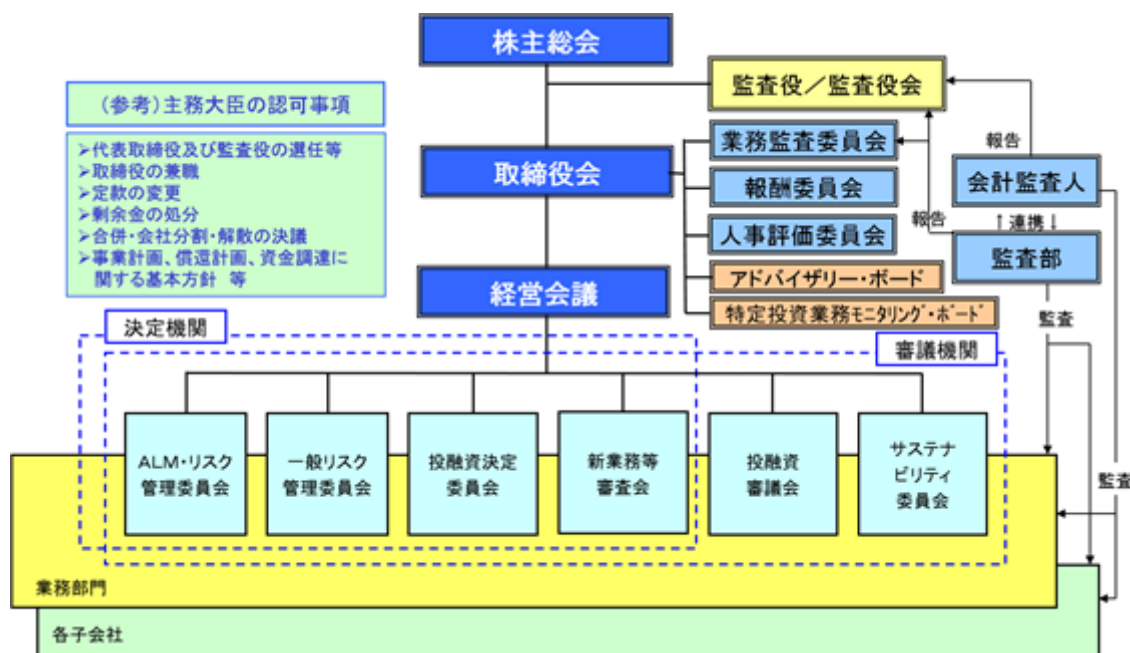 株主総会
監査役／監査役会
(参考)主務大臣の認可事項
➢代表取締役及び監査役の選任等
➢取締役の兼職
➢定款の変更
➢剰余金の処分
➢合併・会社分割・解散の決議
➢事業計画、償還計画、資金調達に
関する基本方針 等
取締役会
業務監査委員会
報酬委員会
人事評価委員会
アドバイザリー・ボード
特定投資業務モニタリング・ボード
報告
会計監査人
報告
↑連携↓
監査部
経営会議
監査
決定機関
審議機関
ALM・リスク
管理委員会
一般リスク
管理委員会
投融資決定
委員会
新業務等
審査会
投融資
審議会
サステナ
ビリティ
委員会
監査
業務部門
各子会社